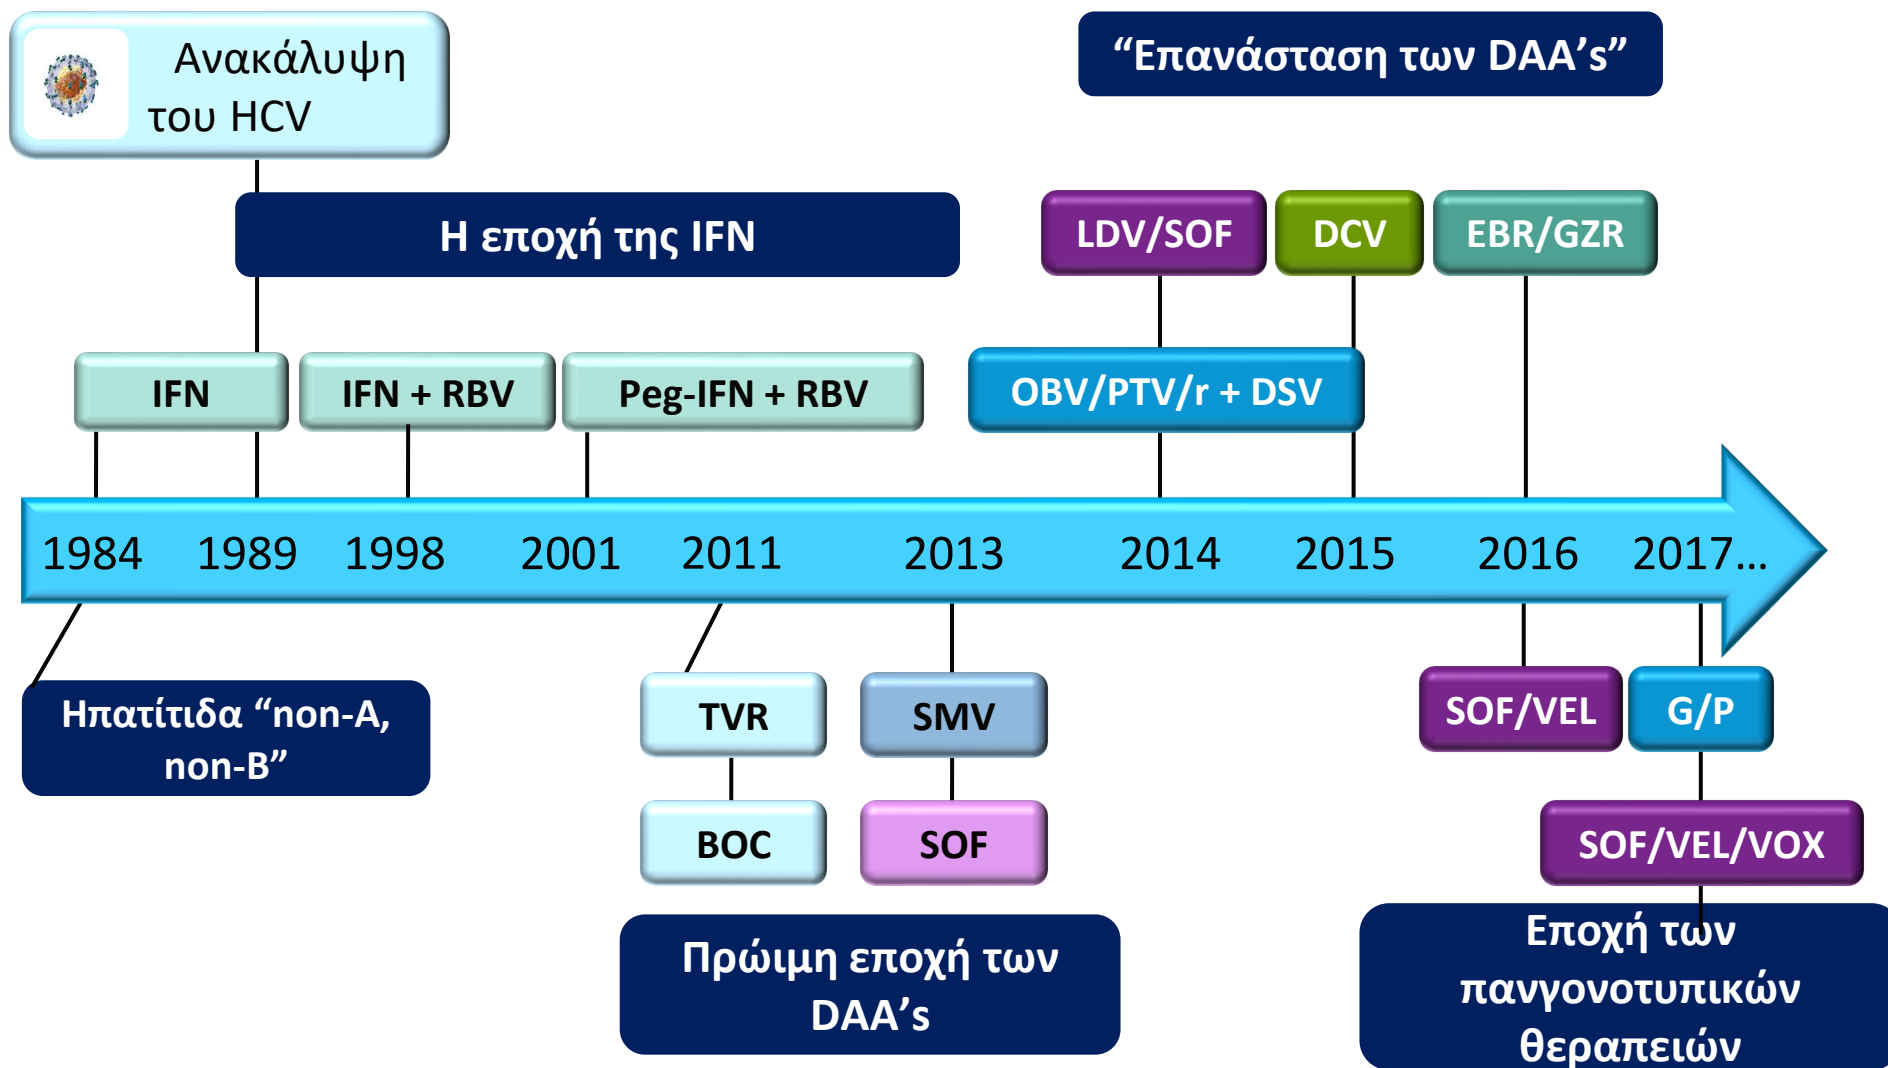 Ανακάλυψη
του HCV
“Επανάσταση των DAA’s”
Η εποχή της IFN
LDV/SOF
DCV
EBR/GZR
IFN
IFN + RBV
Peg-IFN + RBV
OBV/PTV/r + DSV
1984
1989
1998
2001
2011
2013
2014
2015
2016
2017…
Ηπατίτιδα “non-A,
non-B”
TVR
SMV
SOF/VEL
G/P
BOC
SOF
SOF/VEL/VOX
Πρώιμη εποχή των
DAA’s
Εποχή των
πανγονοτυπικών
θεραπειών